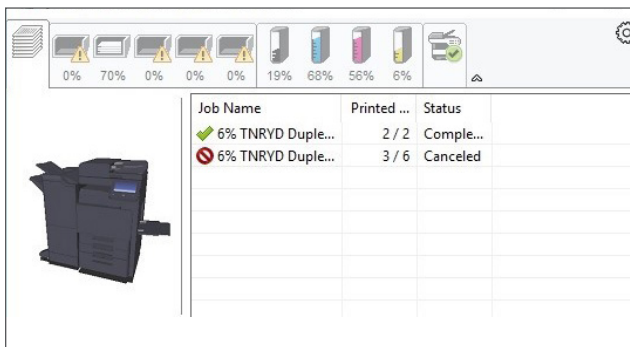 0% 70% 0% 0% 0% 19% 68% 56% 6%
Job Name Printed ... Status
6% TNRYD Duple... 2 / 2 Comple...
6% TNRYD Duple... 3 / 6 Canceled